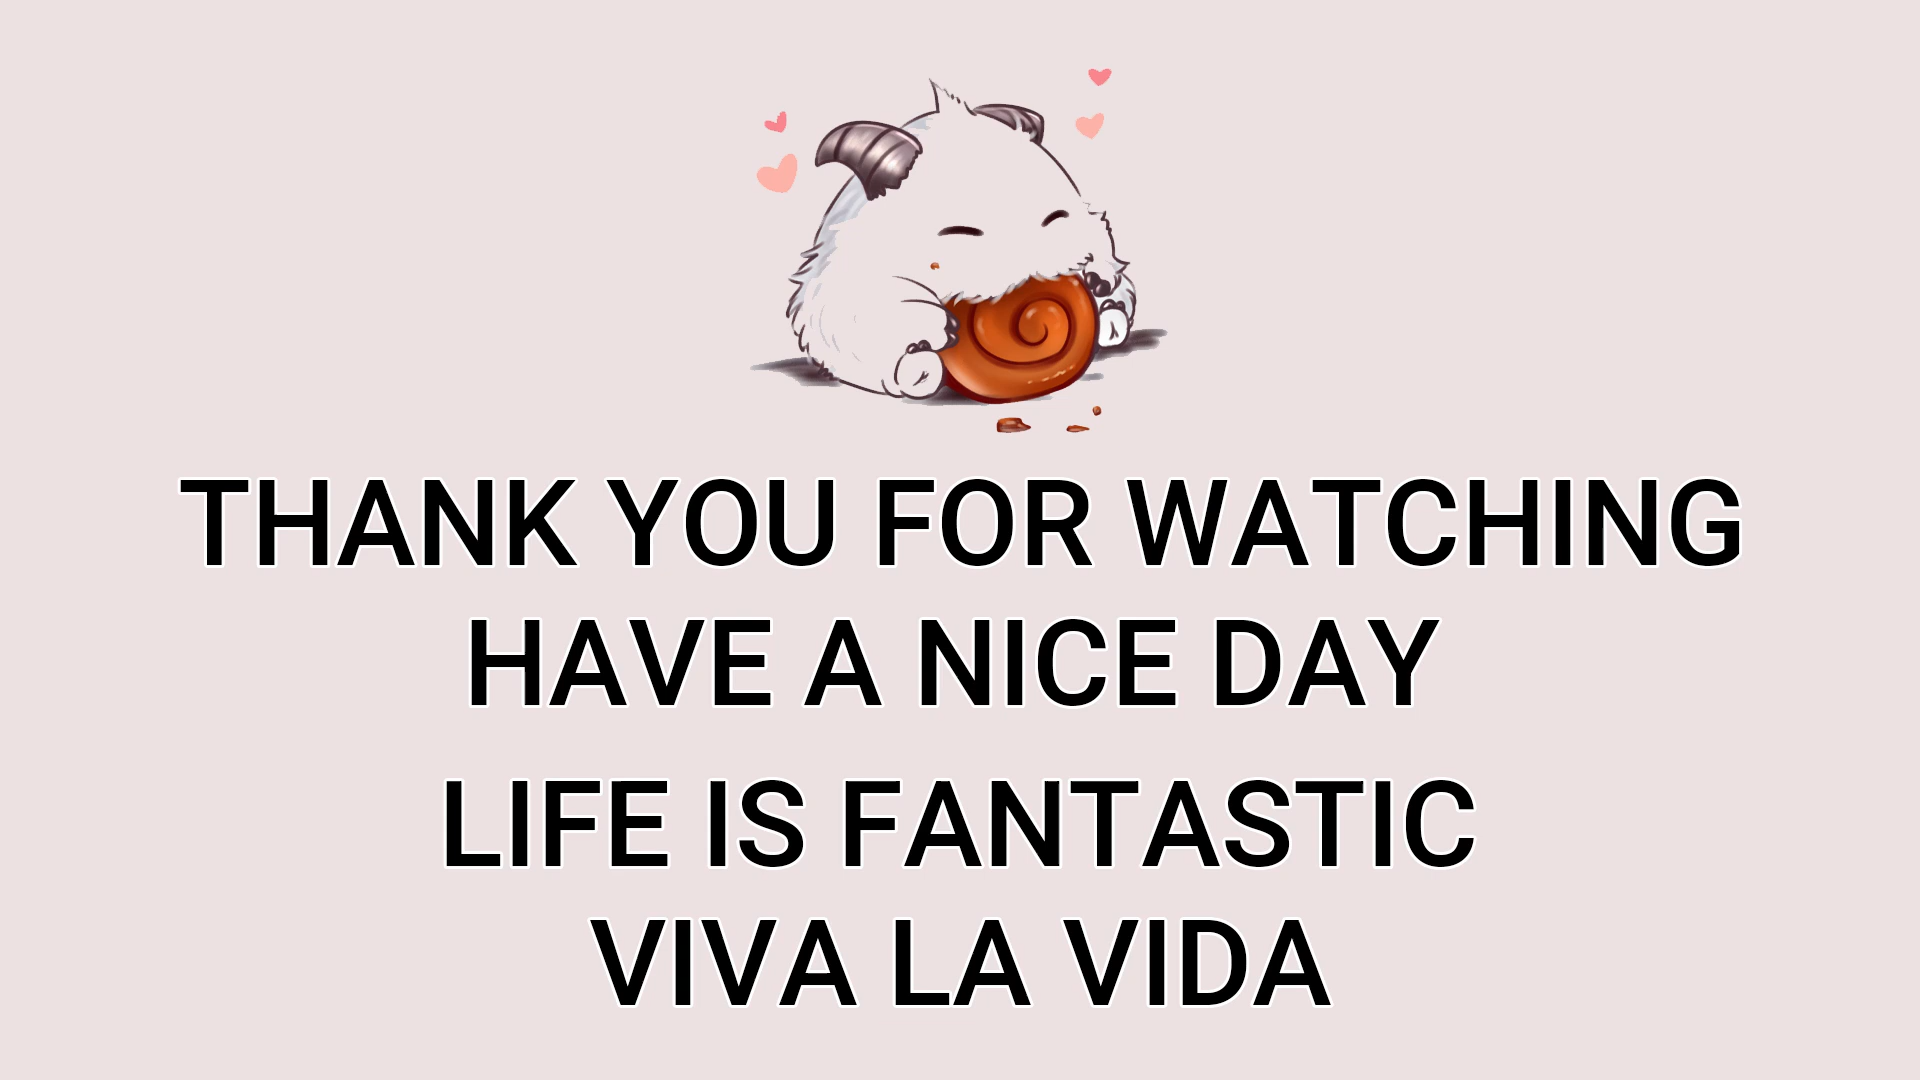 THANK YOU FOR WATCHING
HAVE A NICE DAY
LIFE IS FANTASTIC
VIVA LA VIDA